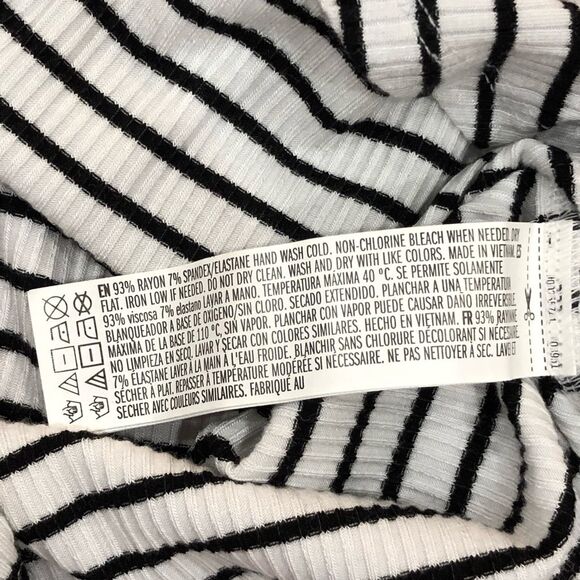 EN 93% RAYON 7% SPANDEX/ELASTANE HAND WASH COLD. NON-CHLORINE BLEACH WHEN NEEDED. DRY
FLAT. IRON LOW IF NEEDED. DO NOT DRY CLEAN. WASH AND DRY WITH LIKE COLORS. MADE IN VIETNAM. ES
93% viscosa 7% elastano LAVAR A MANO. TEMPERATURA MÁXIMA 40 °C. SE PERMITE SOLAMENTE
BLANQUEADOR A BASE DE OXÍGENO/SIN CLORO. SECADO EXTENDIDO. PLANCHAR A UNA TEMPERATURA
MÁXIMA DE LA BASE DE 110 °C, SIN VAPOR. PLANCHAR CON VAPOR PUEDE CAUSAR DAÑO IRREVERSIBLE.
NO LIMPIEZA EN SECO. LAVAR Y SECAR CON COLORES SIMILARES. HECHO EN VIETNAM. FR 93% RAYONNE
7% ÉLASTANE LAVER À LA MAIN À L'EAU FROIDE. BLANCHIR SANS CHLORURE DÉCOLORANT SI NÉCESSAIRE.
SÉCHER À PLAT. REPASSER À TEMPÉRATURE MODÉRÉE SI NÉCESSAIRE. NE PAS NETTOYER À SEC. LAVER ET
SÉCHER AVEC COULEURS SIMILAIRES. FABRIQUÉ AU